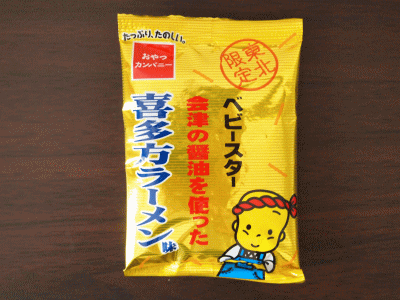 たっぷり、たのしい。
おやつ
カンパニー
東北
限定
ベビースター
会津の醤油を使った
喜多方ラーメン味